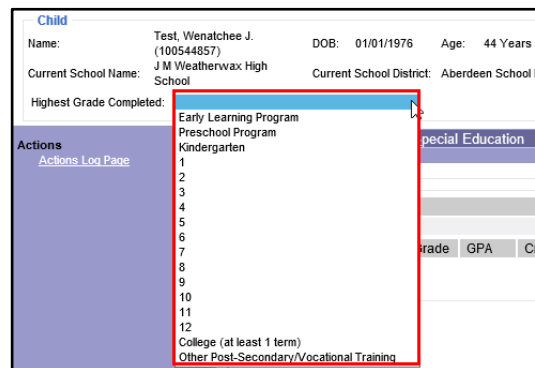 Child
Name: Test, Wenatchee J. (100544857) DOB: 01/01/1976 Age: 44 Years
Current School Name: J M Weatherwax High School Current School District: Aberdeen School
Highest Grade Completed:
Early Learning Program
Preschool Program
Kindergarten
1
2
3
4
5
6
7
8
9
10
11
12
College (at least 1 term)
Other Post-Secondary/Vocational Training
Actions
Actions Log Page
pecial Education
rade GPA